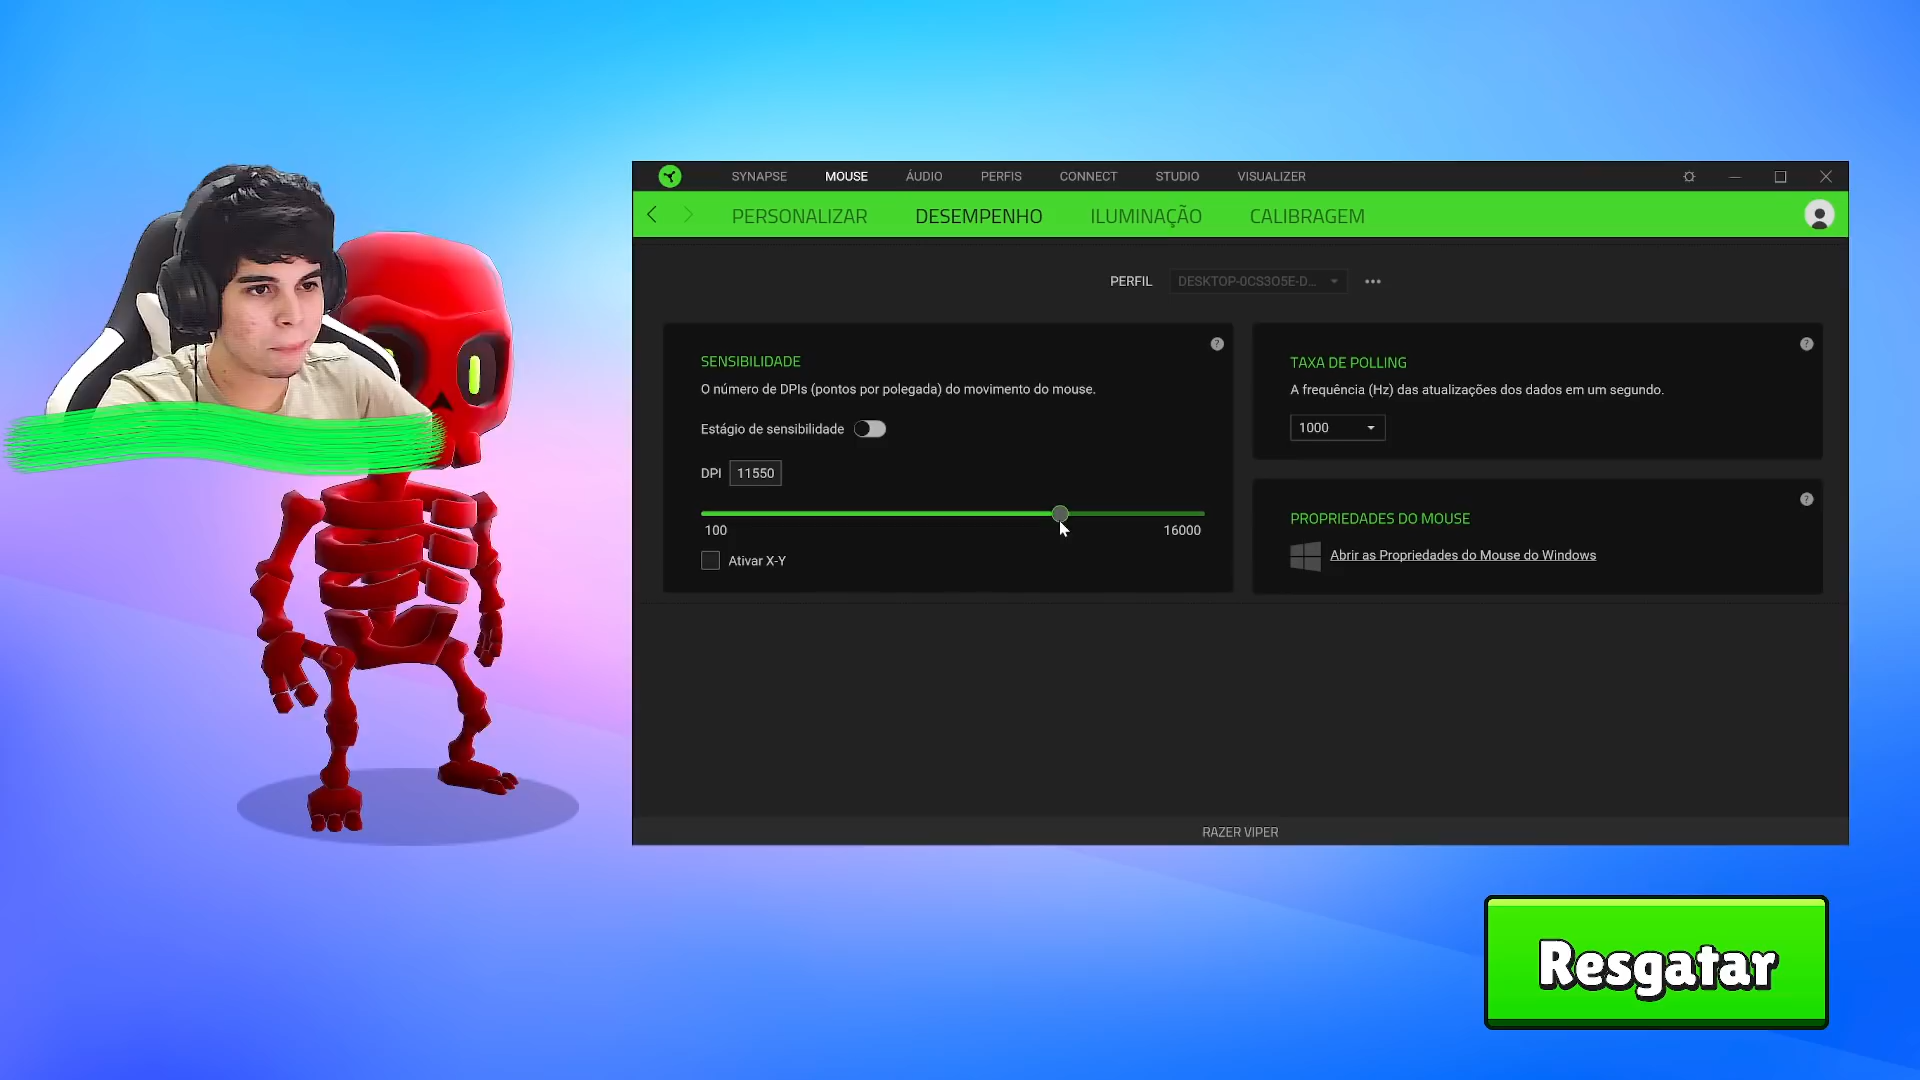 SYNAPSE MOUSE ÁUDIO PERFIS CONNECT STUDIO VISUALIZER
PERSONALIZAR DESEMPENHO ILUMINAÇÃO CALIBRAGEM
PERFIL DESKTOP-0CS3O5E-D...
SENSIBILIDADE
O número de DPIs (pontos por polegada) do movimento do mouse.
Estágio de sensibilidade
DPI 11550
100 16000
Ativar X-Y
TAXA DE POLLING
A frequência (Hz) das atualizações dos dados em um segundo.
1000
PROPRIEDADES DO MOUSE
Abrir as Propriedades do Mouse do Windows
RAZER VIPER
Resgatar